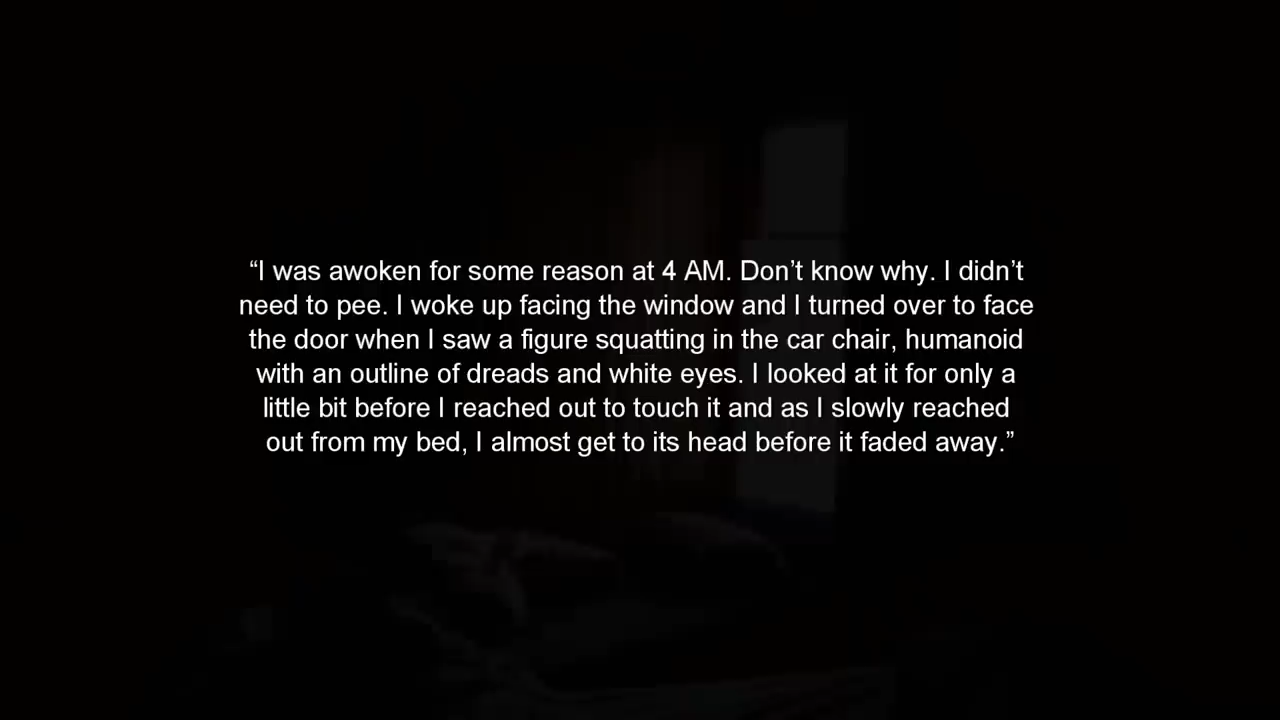 “I was awoken for some reason at 4 AM. Don’t know why. I didn’t
need to pee. I woke up facing the window and I turned over to face
the door when I saw a figure squatting in the car chair, humanoid
with an outline of dreads and white eyes. I looked at it for only a
little bit before I reached out to touch it and as I slowly reached
out from my bed, I almost get to its head before it faded away.”